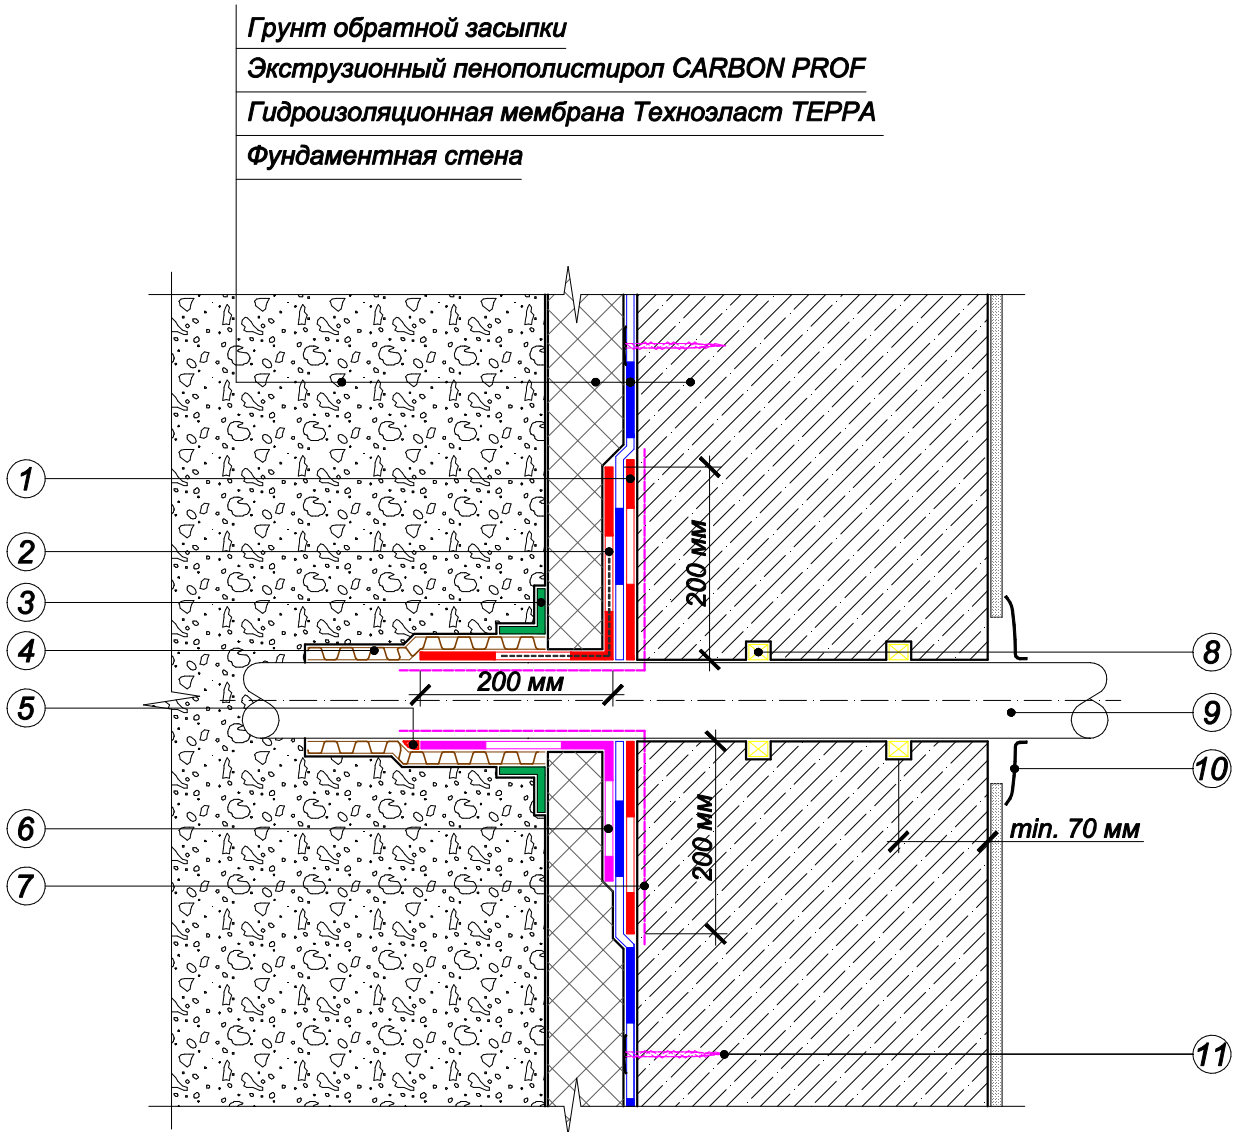 Грунт обратной засыпки
Экструзионный пенополистирол CARBON PROF
Гидроизоляционная мембрана Техноэласт ТЕРРА
Фундаментная стена
1
2
200 мм
3
4
8
200 мм
5
9
10
6
200 мм
min. 70 мм
7
11